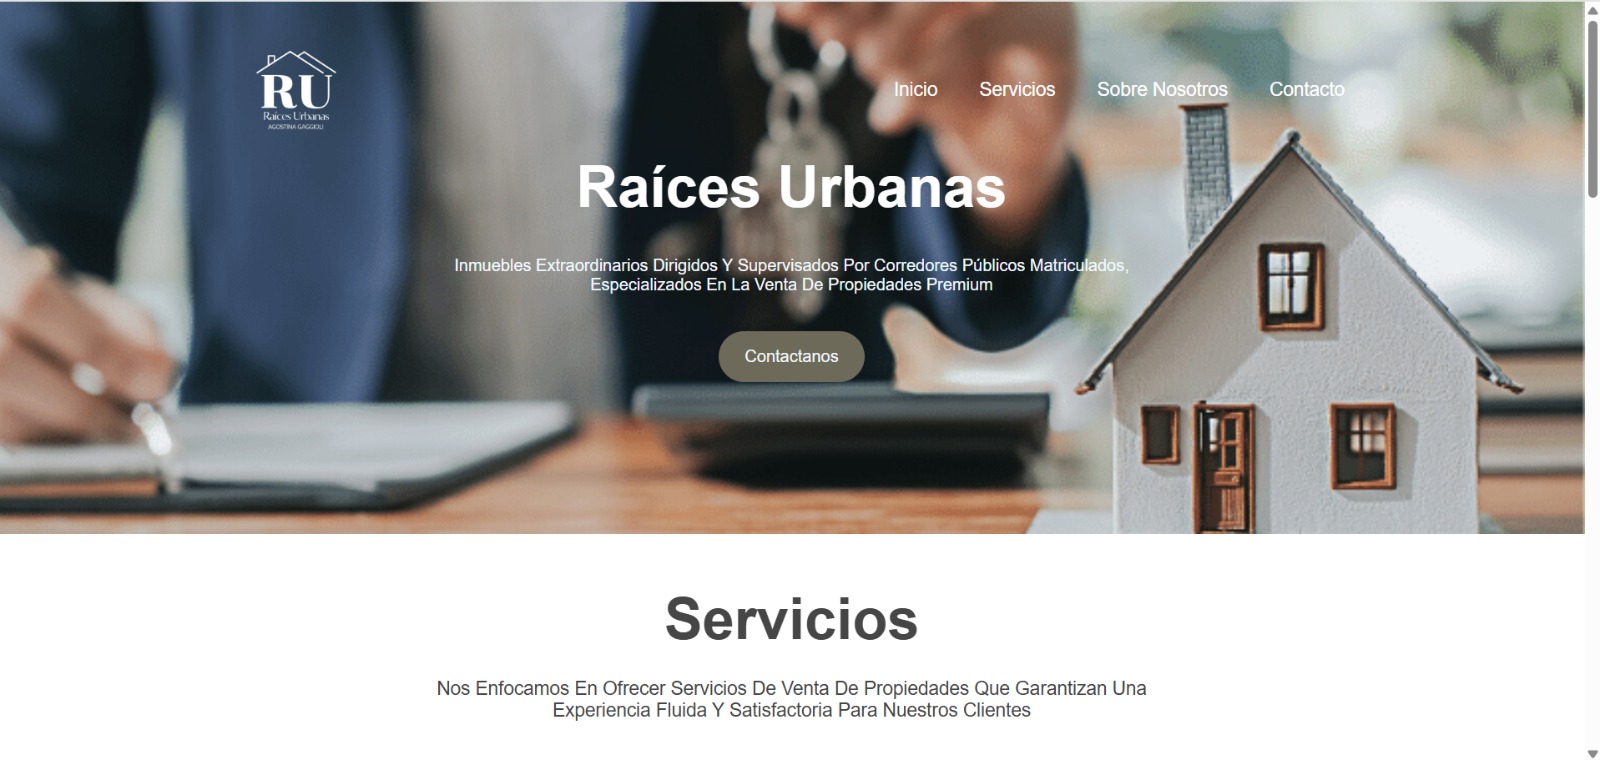 RU
Raíces Urbanas
AGOSTINA GAGGIOLI
Inicio
Servicios
Sobre Nosotros
Contacto
Raíces Urbanas
Inmuebles Extraordinarios Dirigidos Y Supervisados Por Corredores Públicos Matriculados,
Especializados En La Venta De Propiedades Premium
Contactanos
Servicios
Nos Enfocamos En Ofrecer Servicios De Venta De Propiedades Que Garantizan Una
Experiencia Fluida Y Satisfactoria Para Nuestros Clientes